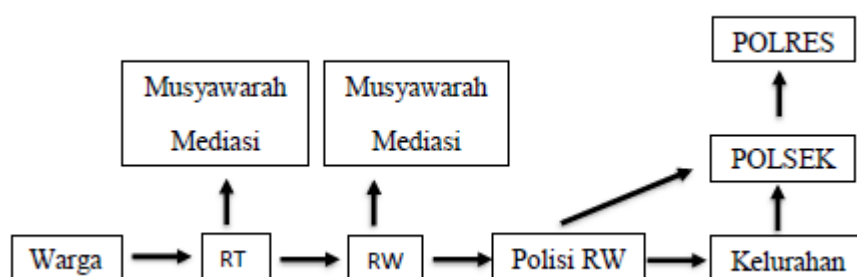 POLRES
Musyawarah
Mediasi
Musyawarah
Mediasi
POLSEK
Warga
RT
RW
Polisi RW
Kelurahan